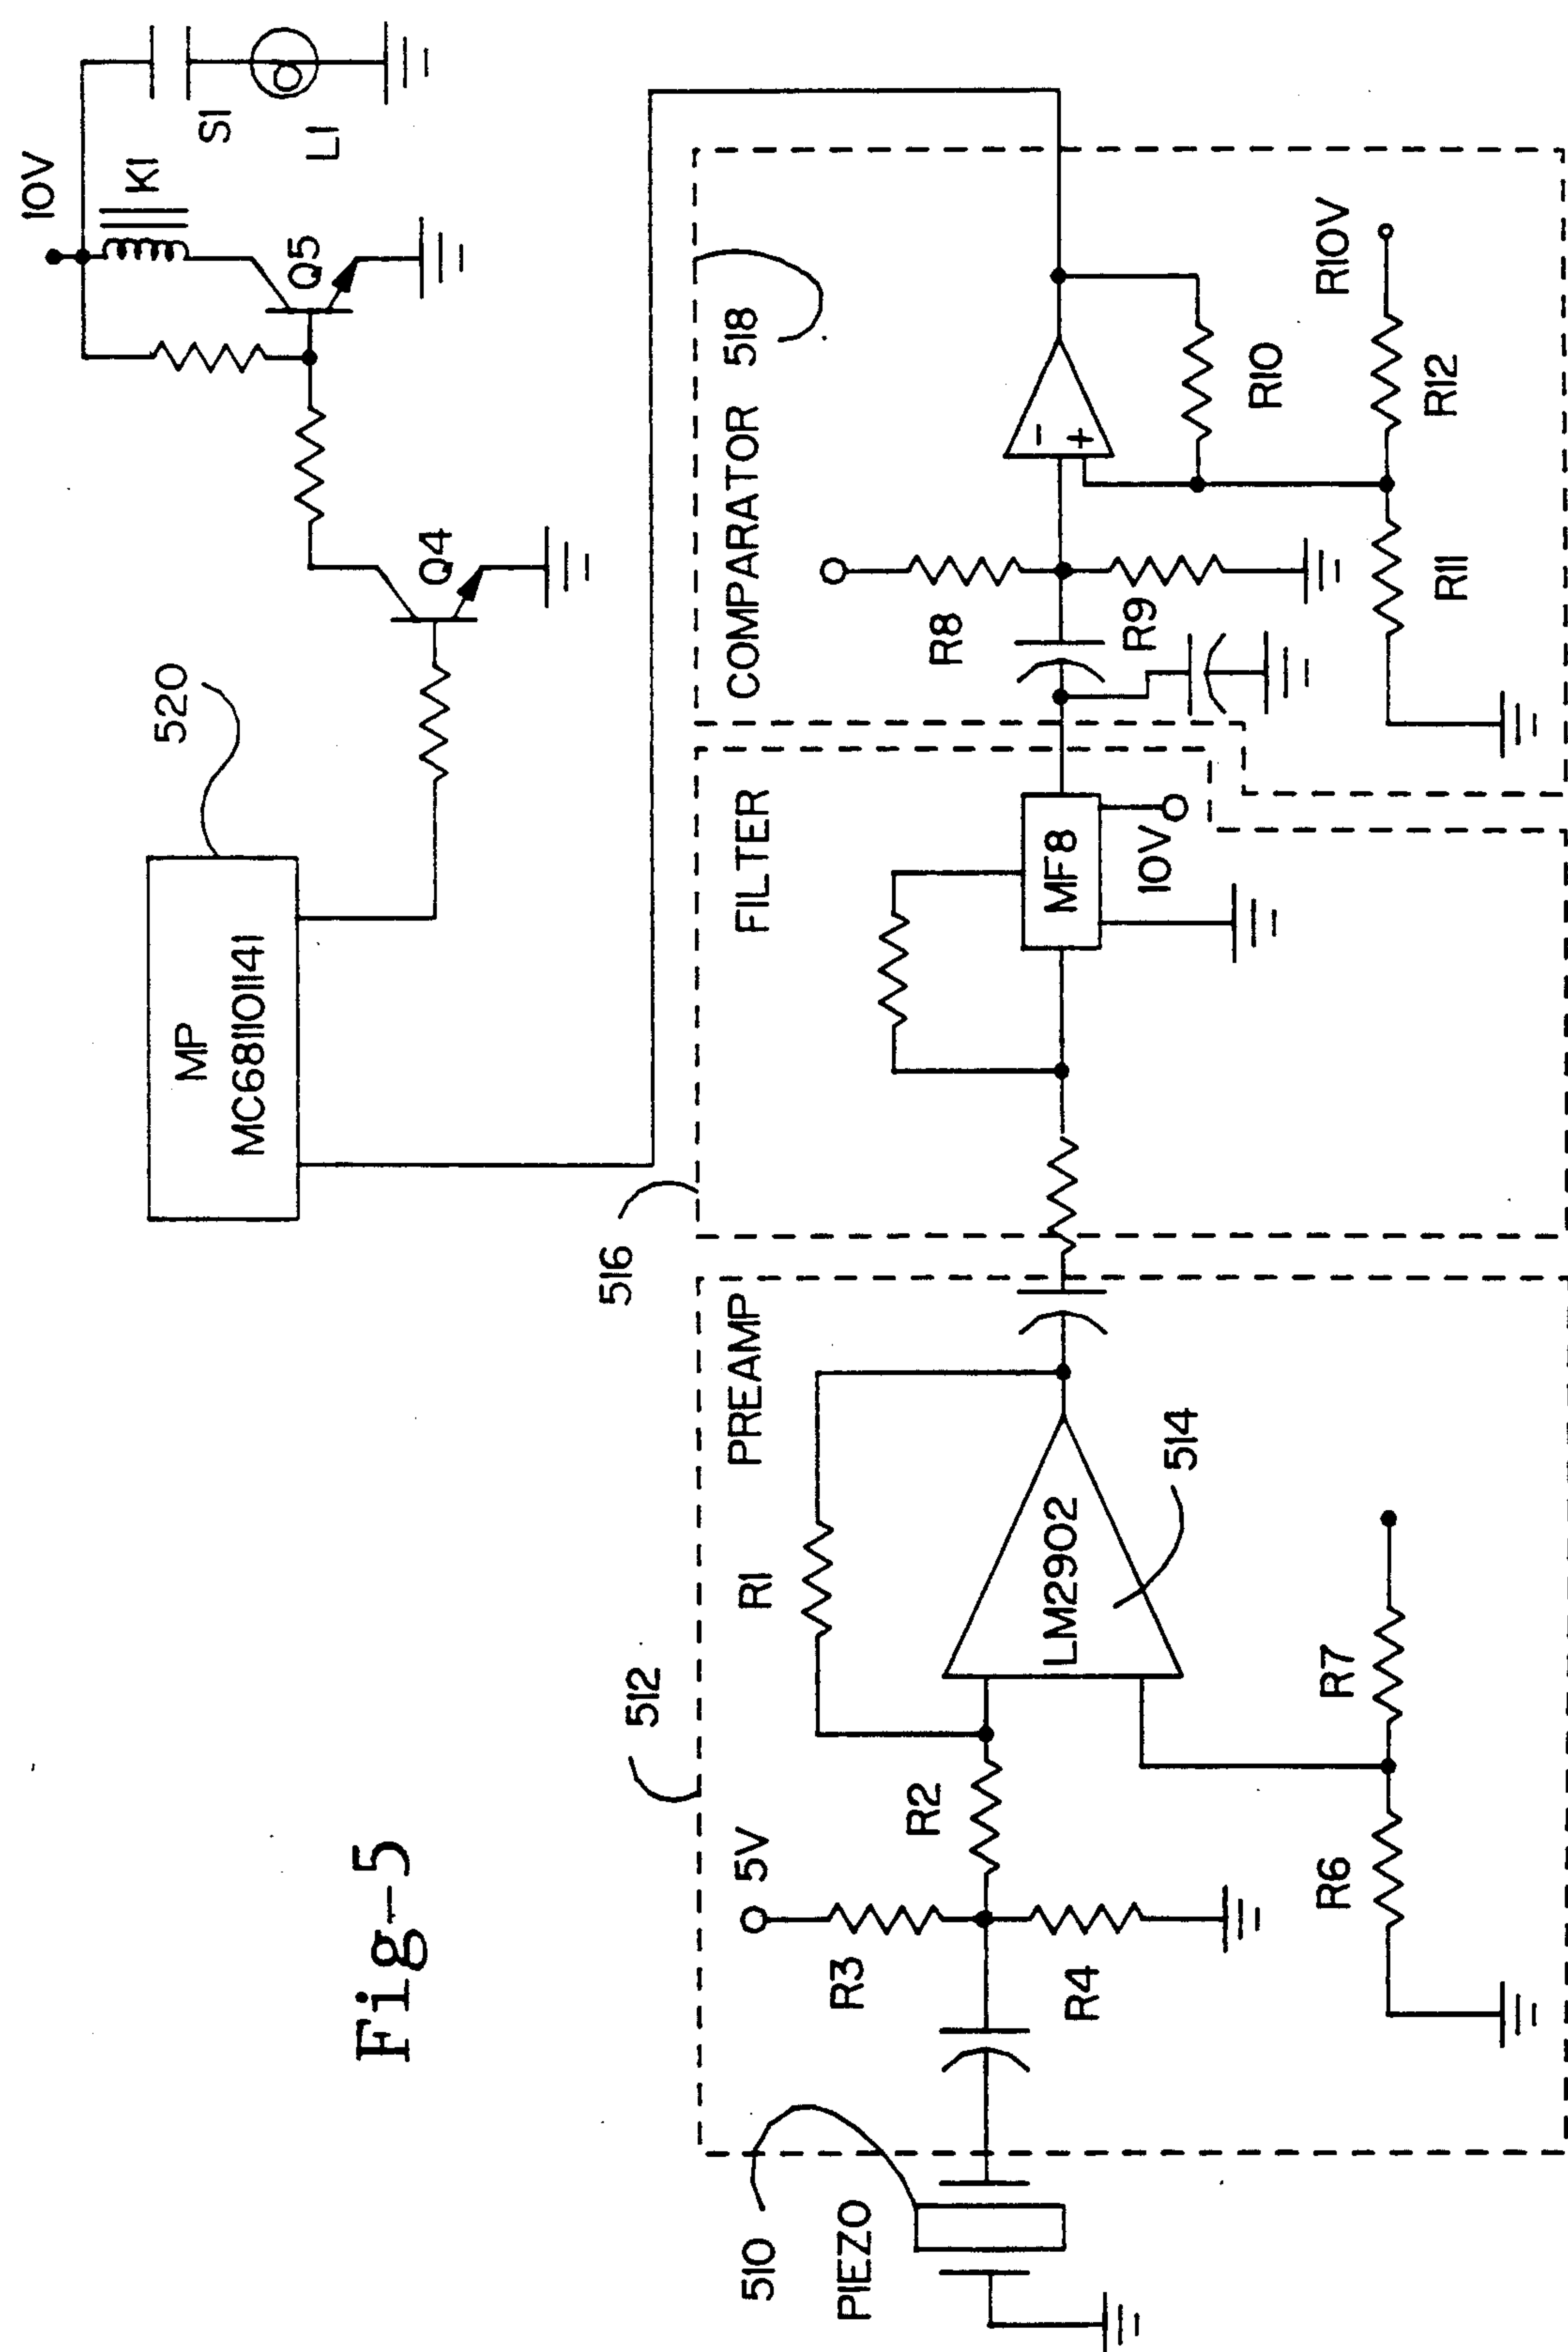 Fig-5
510
PIEZO
512
PREAMP
5V
R3
R4
R2
R1
LM2902
514
R6
R7
516
FILTER
MF8
10V
COMPARATOR 518
R8
R9
-
+
R10
R11
R12
R10V
520
MP
MC6811O1141
Q4
Q5
10V
K1
S1
L1